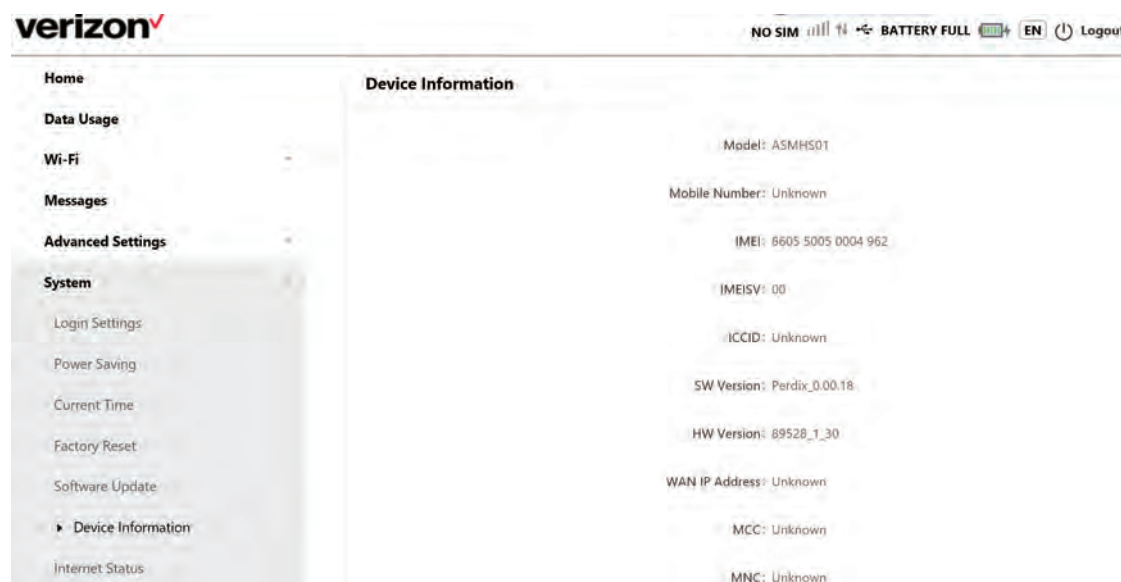 verizon
NO SIM BATTERY FULL EN Logout
Home
Data Usage
Wi-Fi
Messages
Advanced Settings
System
Login Settings
Power Saving
Current Time
Factory Reset
Software Update
Device Information
Internet Status
Device Information
Model: ASMHS01
Mobile Number: Unknown
IMEI: 8605 5005 0004 962
IMEISV: 00
ICCID: Unknown
SW Version: Perdix_0.00.18
HW Version: 89528_1_30
WAN IP Address: Unknown
MCC: Unknown
MNC: Unknown